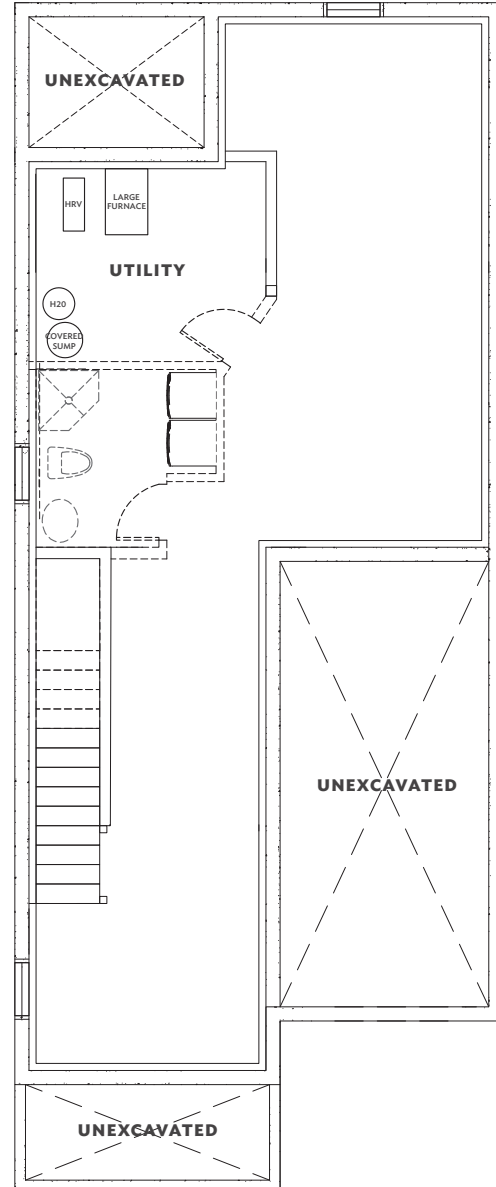 UNEXCAVATED
HRV
LARGE
FURNACE
UTILITY
H20
COVERED
SUMP
UNEXCAVATED
UNEXCAVATED